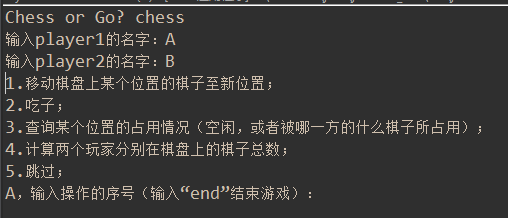 Chess or Go? chess
输入player1的名字：A
输入player2的名字：B
1.移动棋盘上某个位置的棋子至新位置；
2.吃子；
3.查询某个位置的占用情况（空闲，或者被哪一方的什么棋子所占用）；
4.计算两个玩家分别在棋盘上的棋子总数；
5.跳过；
A，输入操作的序号（输入“end”结束游戏）：